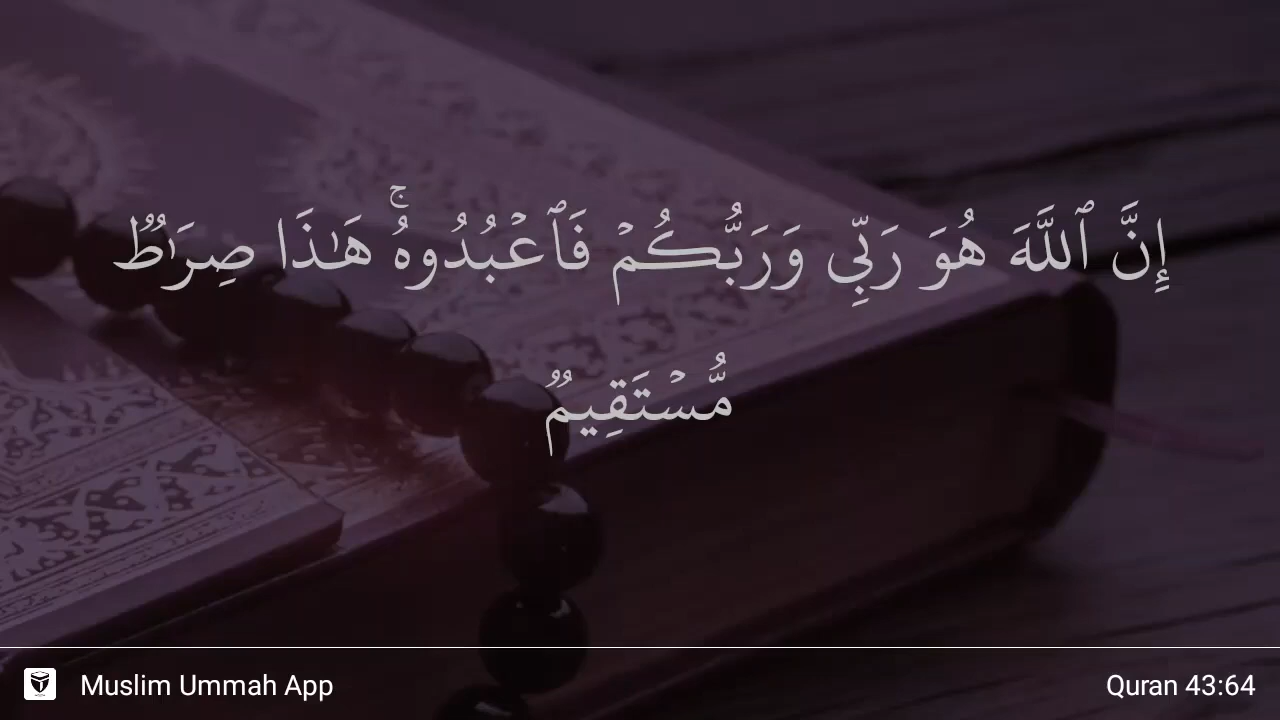 إِنَّ ٱللَّهَ هُوَ رَبِّى وَرَبُّكُمْ فَٱعْبُدُوهُ ۚ هَـٰذَا صِرَٰطٌ
مُّسْتَقِيمٌ
Muslim Ummah App
Quran 43:64